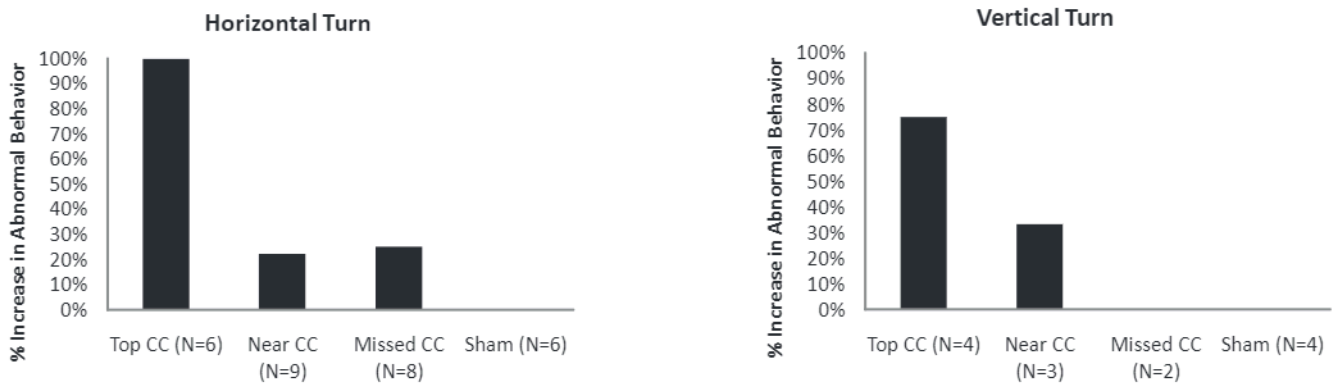 Horizontal Turn
% Increase in Abnormal Behavior
100%
90%
80%
70%
60%
50%
40%
30%
20%
10%
0%
Top CC (N=6)
Near CC
(N=9)
Missed CC
(N=8)
Sham (N=6)
Vertical Turn
% Increase in Abnormal Behavior
100%
90%
80%
70%
60%
50%
40%
30%
20%
10%
0%
Top CC (N=4)
Near CC
(N=3)
Missed CC
(N=2)
Sham (N=4)